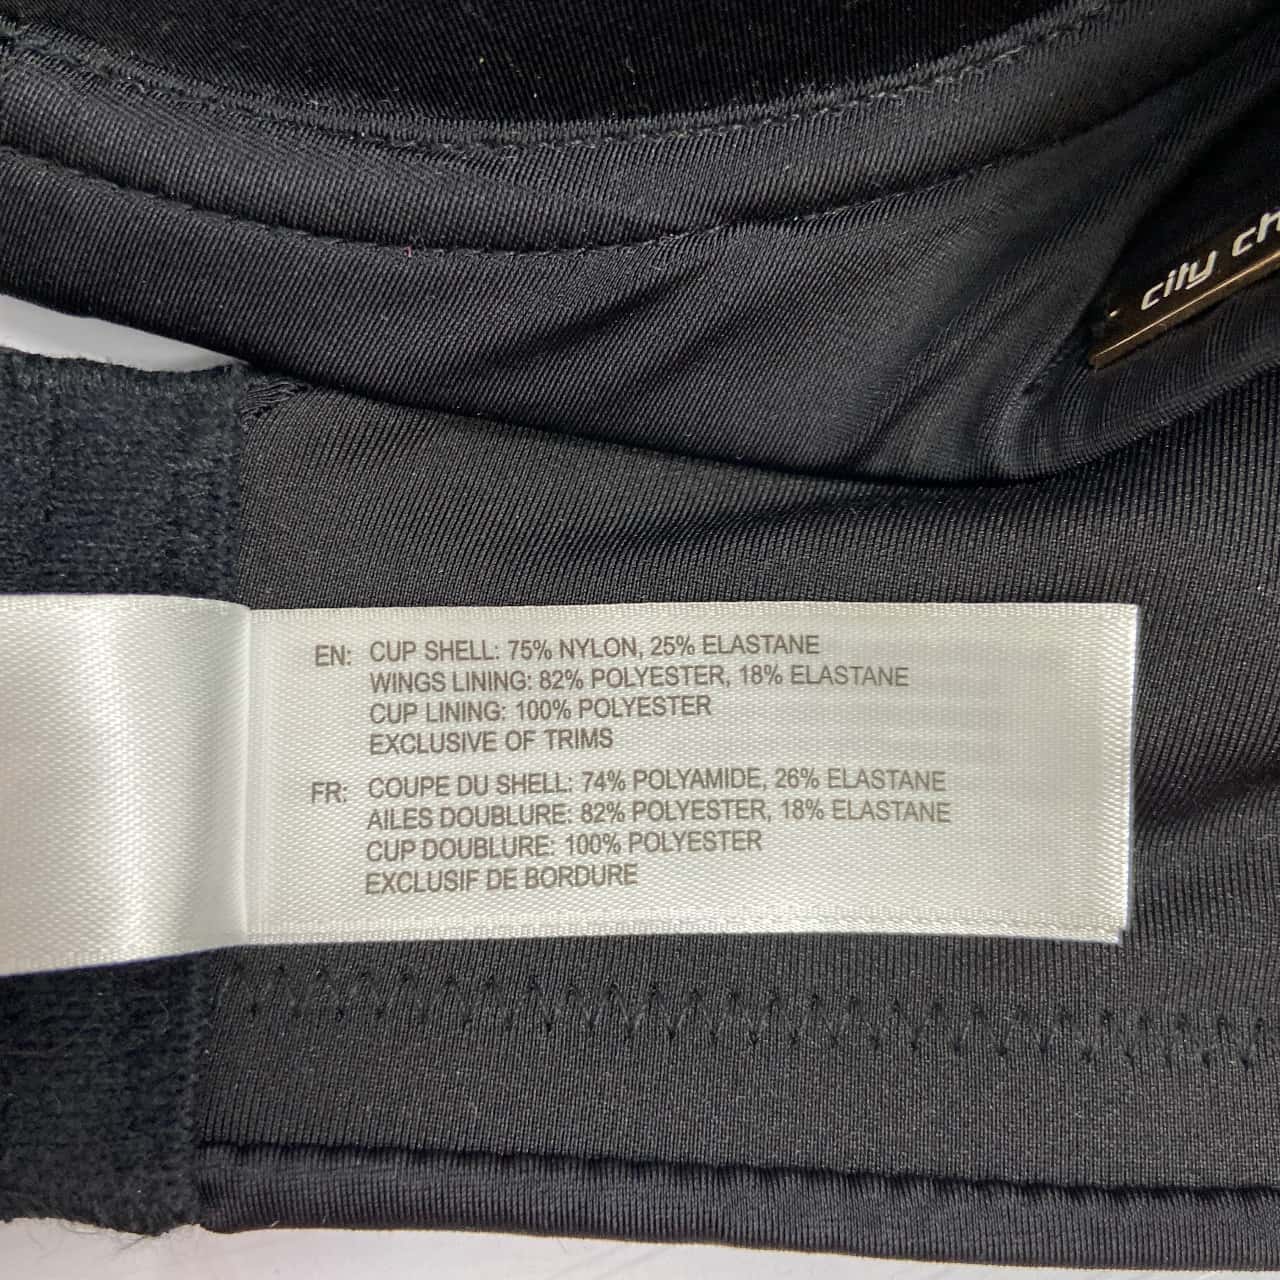 city
EN: CUP SHELL: 75% NYLON, 25% ELASTANE
WINGS LINING: 82% POLYESTER, 18% ELASTANE
CUP LINING: 100% POLYESTER
EXCLUSIVE OF TRIMS
FR: COUPE DU SHELL: 74% POLYAMIDE, 26% ELASTANE
AILES DOUBLURE: 82% POLYESTER, 18% ELASTANE
CUP DOUBLURE: 100% POLYESTER
EXCLUSIF DE BORDURE